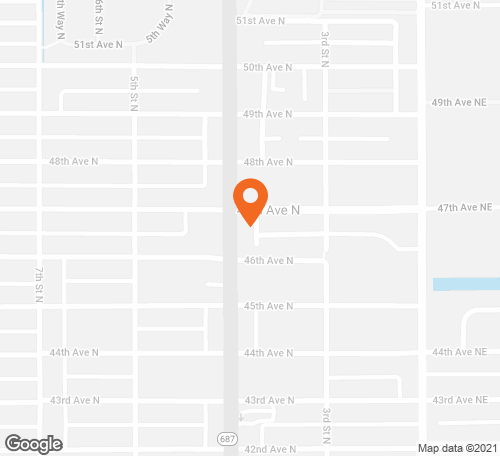 51st Ave N
th Way N
6th St N
5th Way N
51st Ave N
3rd St N
50th Ave N
5th St N
49th Ave NE
49th Ave N
48th Ave N
48th Ave N
Ave N
47th Ave NE
46th Ave N
7th St N
45th Ave N
44th Ave N
44th Ave N
44th Ave NE
43rd Ave N
43rd Ave N
43rd Ave NE
3rd St N
687
42nd Ave N
Google
Map data ©2021